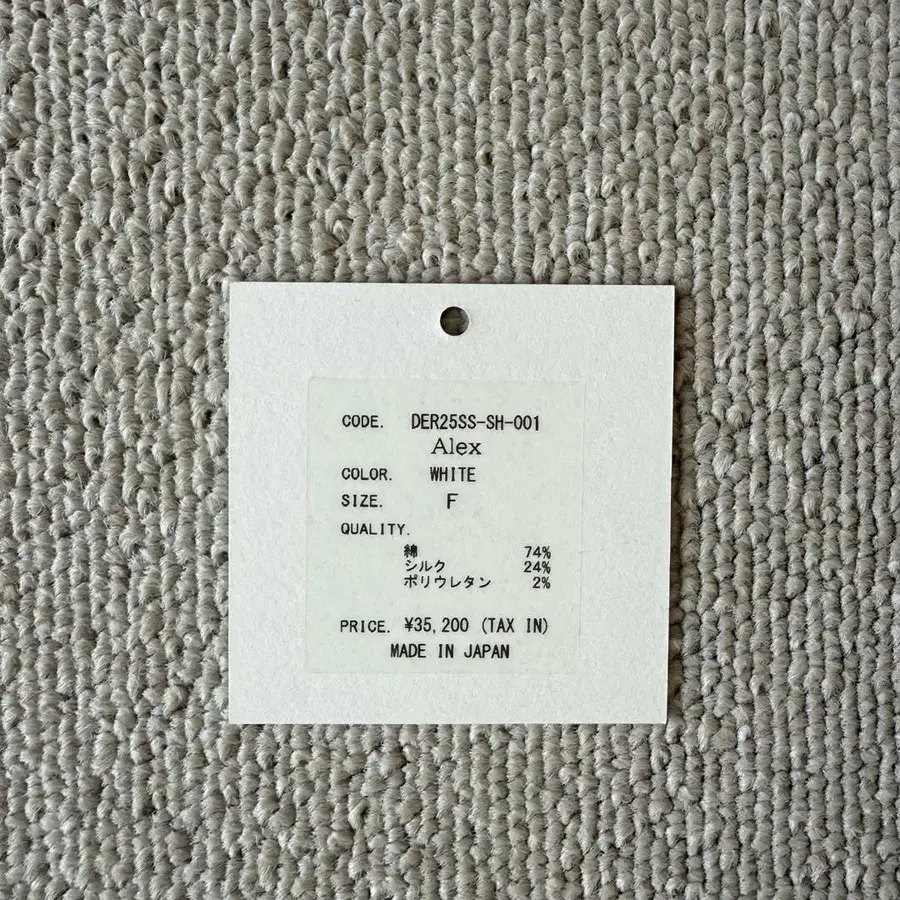 CODE. DER25SS-SH-001
Alex
COLOR. WHITE
SIZE. F
QUALITY.
綿 74%
シルク 24%
ポリウレタン 2%
PRICE. ¥35,200 (TAX IN)
MADE IN JAPAN